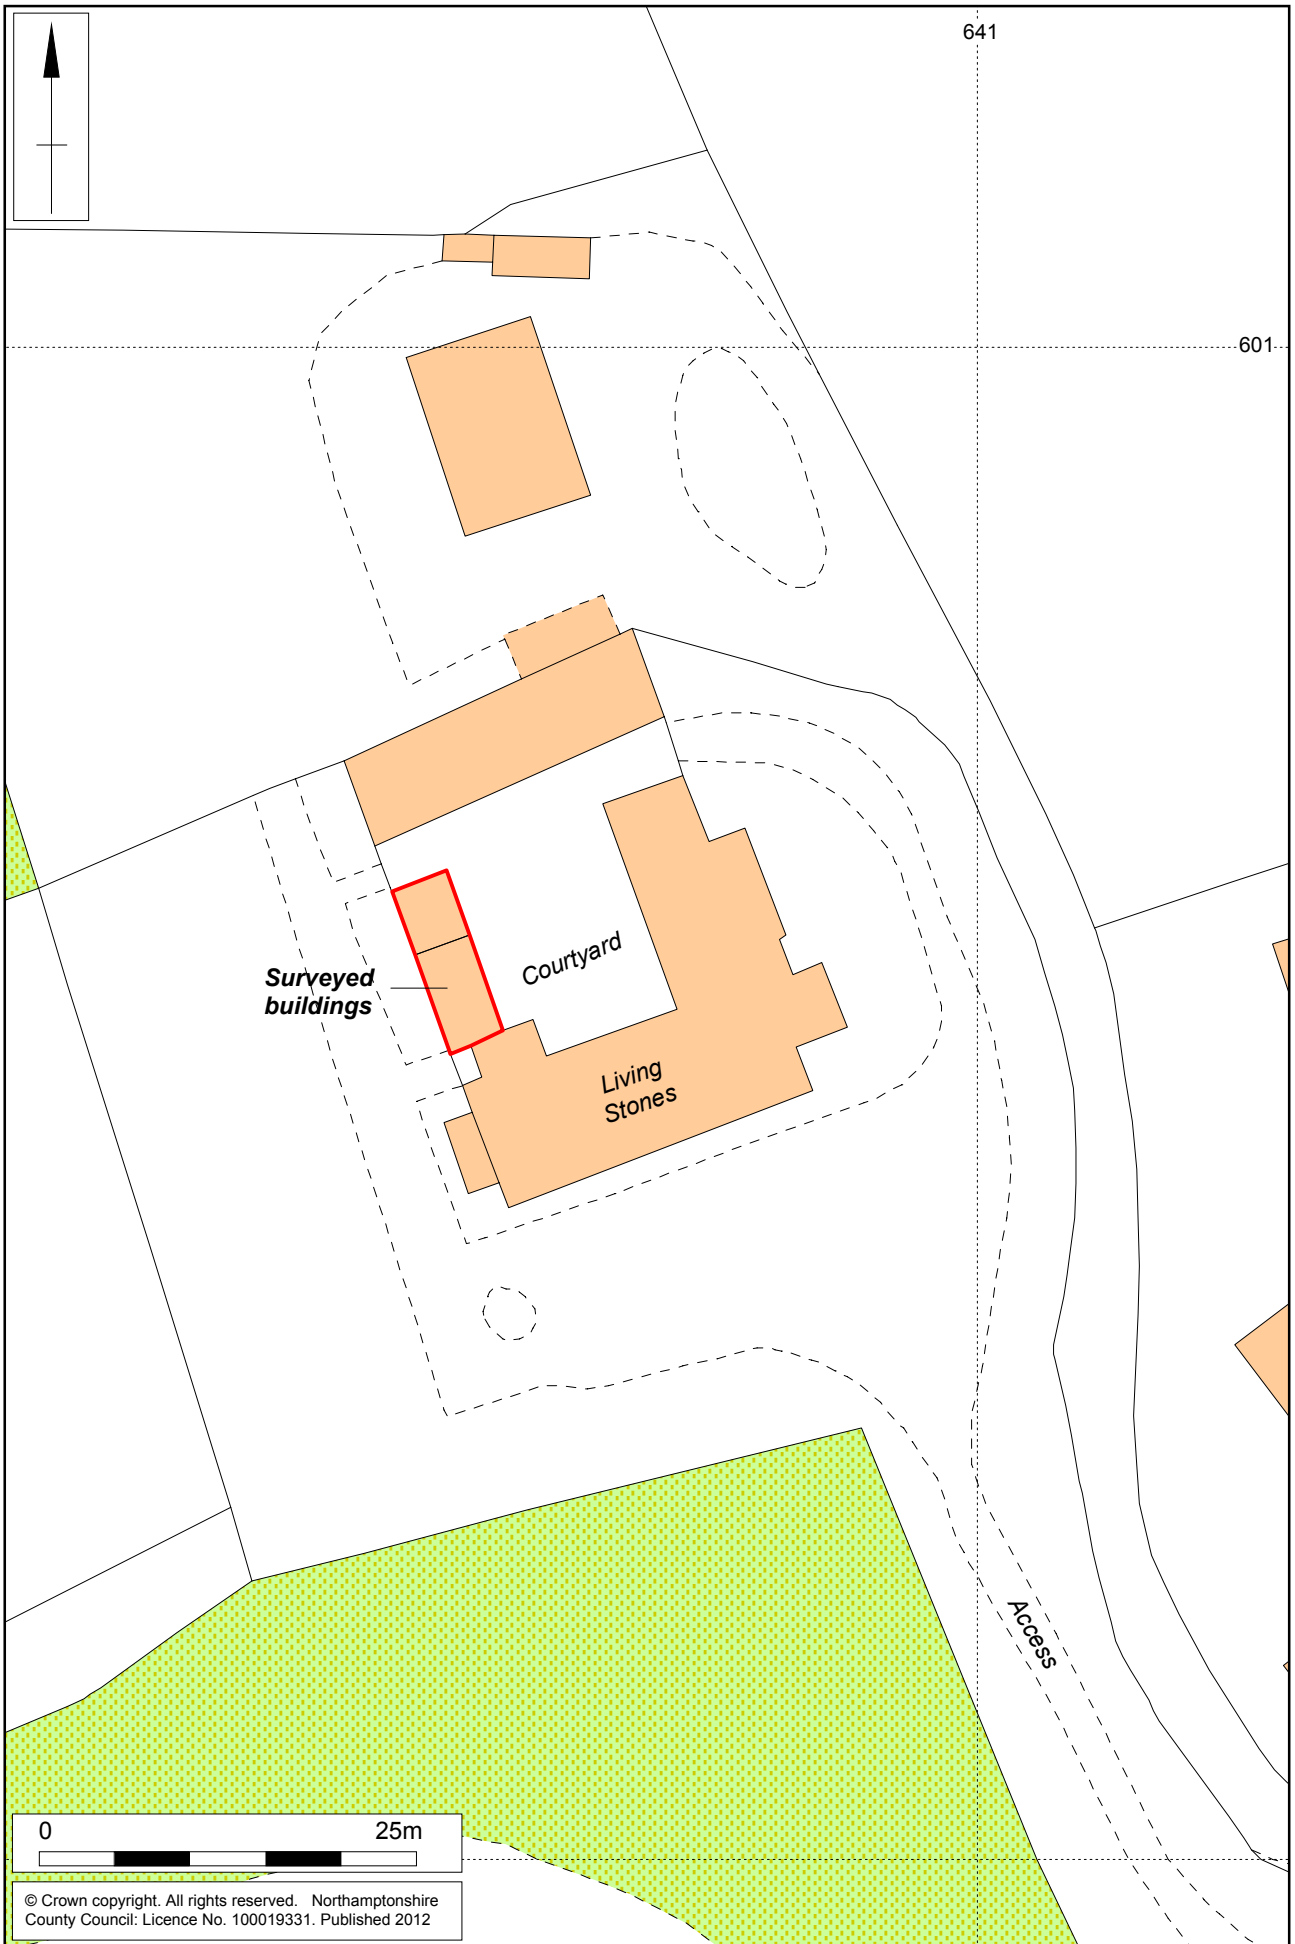 641
601
Surveyed
buildings
Courtyard
Living
Stones
Access
0 25m
© Crown copyright. All rights reserved. Northamptonshire
County Council: Licence No. 100019331. Published 2012